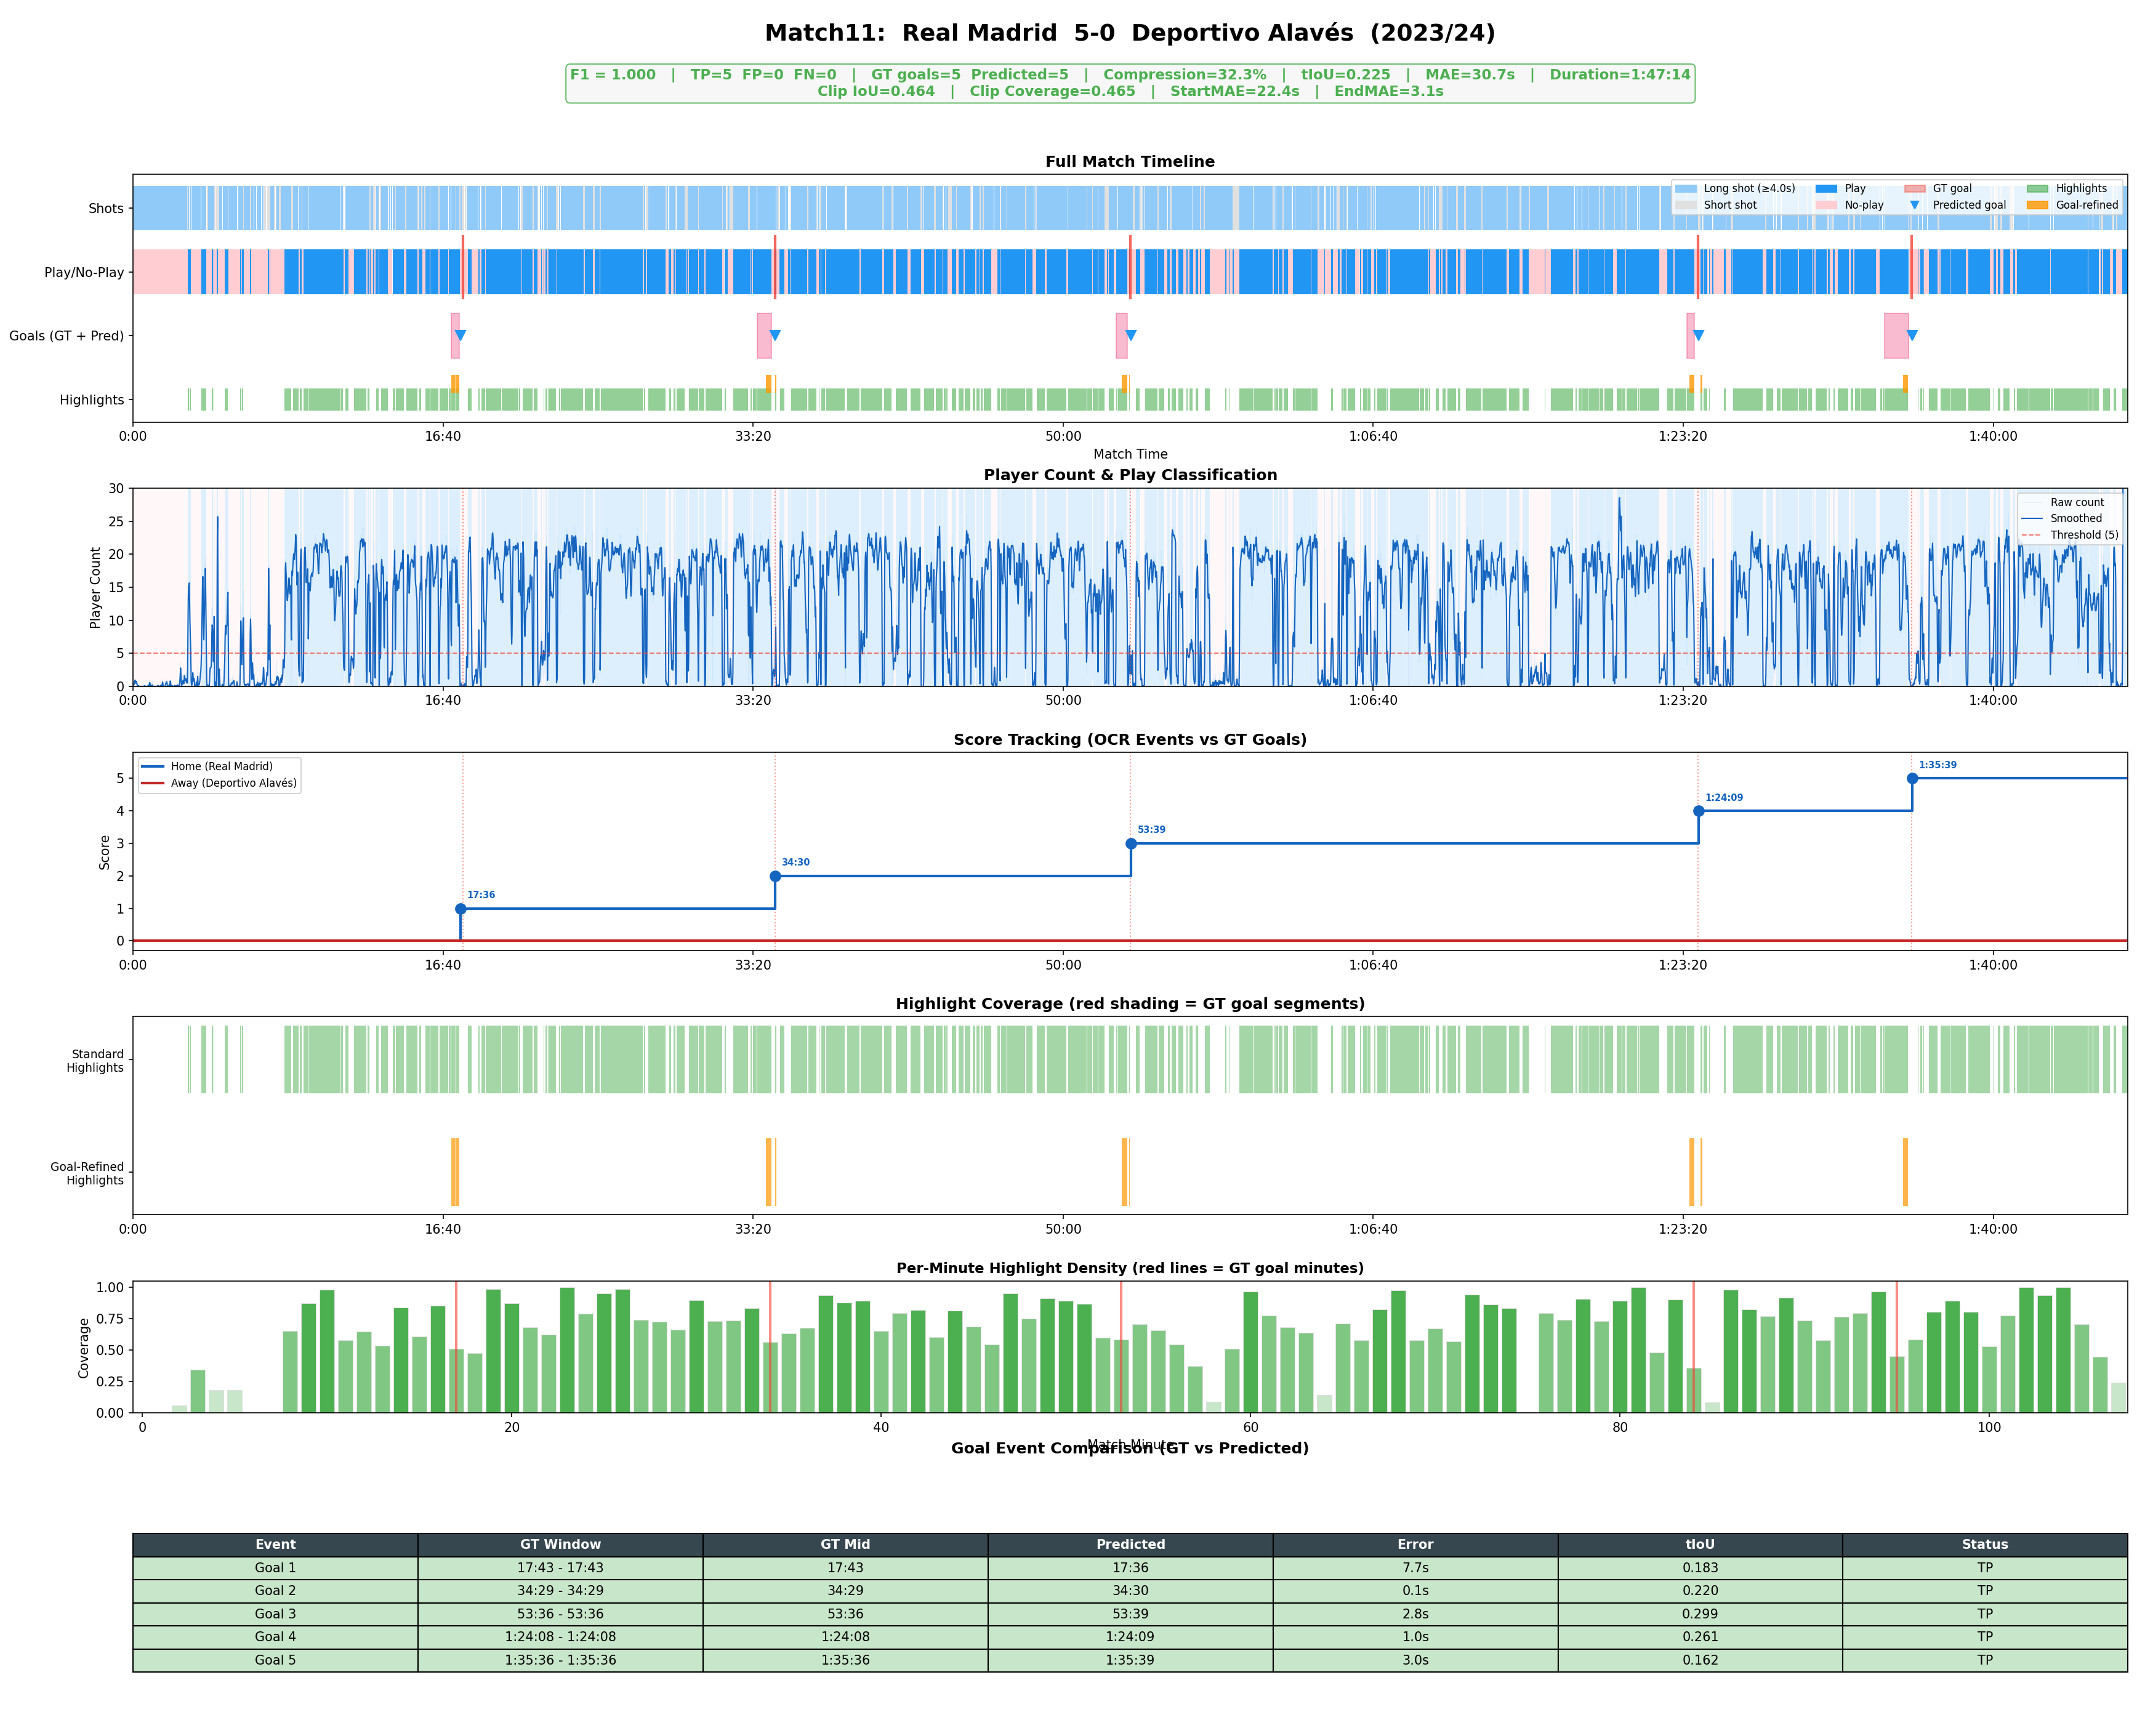 Match11:  Real Madrid  5-0  Deportivo Alavés  (2023/24)
F1 = 1.000   |   TP=5  FP=0  FN=0   |   GT goals=5  Predicted=5   |   Compression=32.3%   |   tIoU=0.225   |   MAE=30.7s   |   Duration=1:47:14
Clip IoU=0.464   |   Clip Coverage=0.465   |   StartMAE=22.4s   |   EndMAE=3.1s
Full Match Timeline
Long shot (≥4.0s)  Play  GT goal  Highlights
Short shot  No-play  Predicted goal  Goal-refined
Shots
Play/No-Play
Goals (GT + Pred)
Highlights
0:00  16:40  33:20  50:00  1:06:40  1:23:20  1:40:00
Match Time
Player Count & Play Classification
Raw count
Smoothed
Threshold (5)
Player Count
30
25
20
15
10
5
0
0:00  16:40  33:20  50:00  1:06:40  1:23:20  1:40:00
Score Tracking (OCR Events vs GT Goals)
Home (Real Madrid)
Away (Deportivo Alavés)
Score
5
4
3
2
1
0
17:36
34:30
53:39
1:24:09
1:35:39
0:00  16:40  33:20  50:00  1:06:40  1:23:20  1:40:00
Highlight Coverage (red shading = GT goal segments)
Standard
Highlights
Goal-Refined
Highlights
0:00  16:40  33:20  50:00  1:06:40  1:23:20  1:40:00
Per-Minute Highlight Density (red lines = GT goal minutes)
Coverage
1.00
0.75
0.50
0.25
0.00
0  20  40  60  80  100
Match Minute
Goal Event Comparison (GT vs Predicted)
Event  GT Window  GT Mid  Predicted  Error  tIoU  Status
Goal 1  17:43 - 17:43  17:43  17:36  7.7s  0.183  TP
Goal 2  34:29 - 34:29  34:29  34:30  0.1s  0.220  TP
Goal 3  53:36 - 53:36  53:36  53:39  2.8s  0.299  TP
Goal 4  1:24:08 - 1:24:08  1:24:08  1:24:09  1.0s  0.261  TP
Goal 5  1:35:36 - 1:35:36  1:35:36  1:35:39  3.0s  0.162  TP